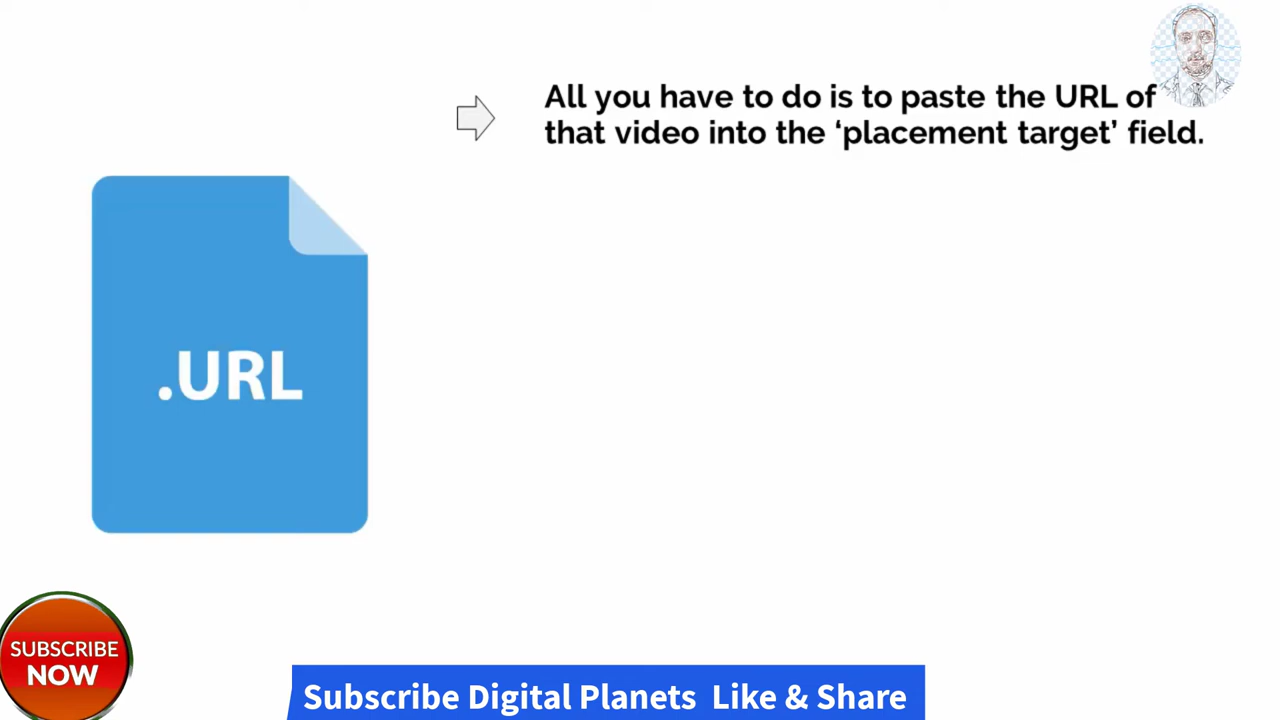 All you have to do is to paste the URL of
that video into the ‘placement target’ field.
.URL
SUBSCRIBE
NOW
Subscribe Digital Planets Like & Share